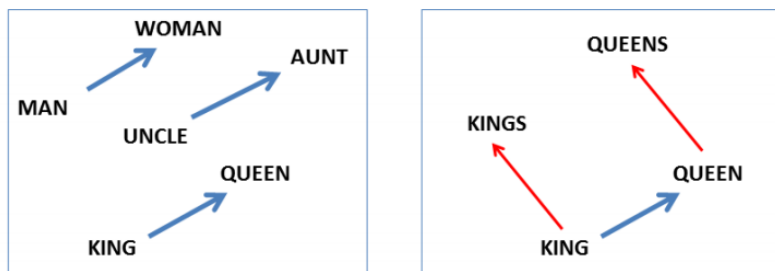 WOMAN
AUNT
MAN
UNCLE
QUEEN
KING
QUEENS
KINGS
QUEEN
KING